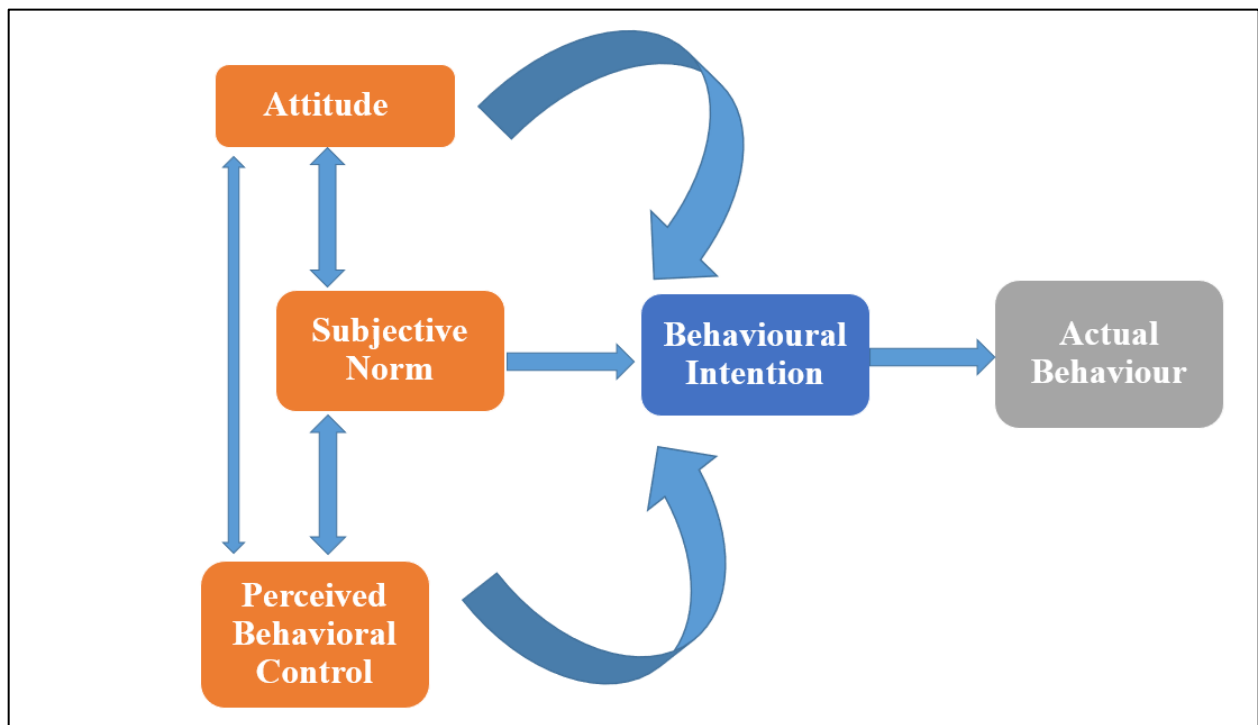 Attitude
Subjective
Norm
Behavioural
Intention
Actual
Behaviour
Perceived
Behavioral
Control